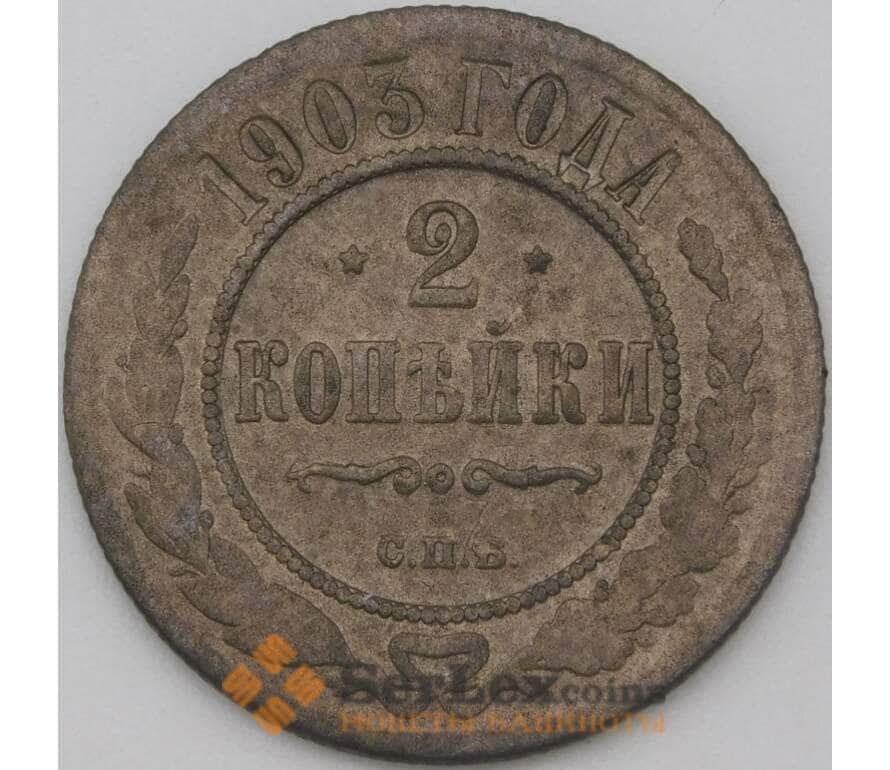 1903 ГОДА
2
КОПѢЙКИ
С.П.Б.
SerLex coins
МОНЕТЫ БАНКНОТЫ